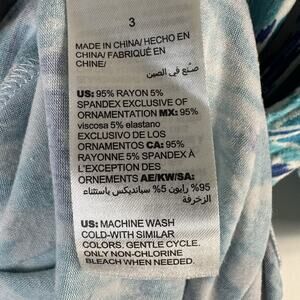 3
MADE IN CHINA/ HECHO EN
CHINA/ FABRIQUÉ EN
CHINE/
صنع في الصين
US: 95% RAYON 5%
SPANDEX EXCLUSIVE OF
ORNAMENTATION MX: 95%
viscosa 5% elastano
EXCLUSIVO DE LOS
ORNAMENTOS CA: 95%
RAYONNE 5% SPANDEX À
L'EXCEPTION DES
ORNEMENTS AE/KW/SA:
95% رايون 5% سبانديكس باستثناء
الزخرفة
US: MACHINE WASH
COLD-WITH SIMILAR
COLORS, GENTLE CYCLE.
ONLY NON-CHLORINE
BLEACH WHEN NEEDED.